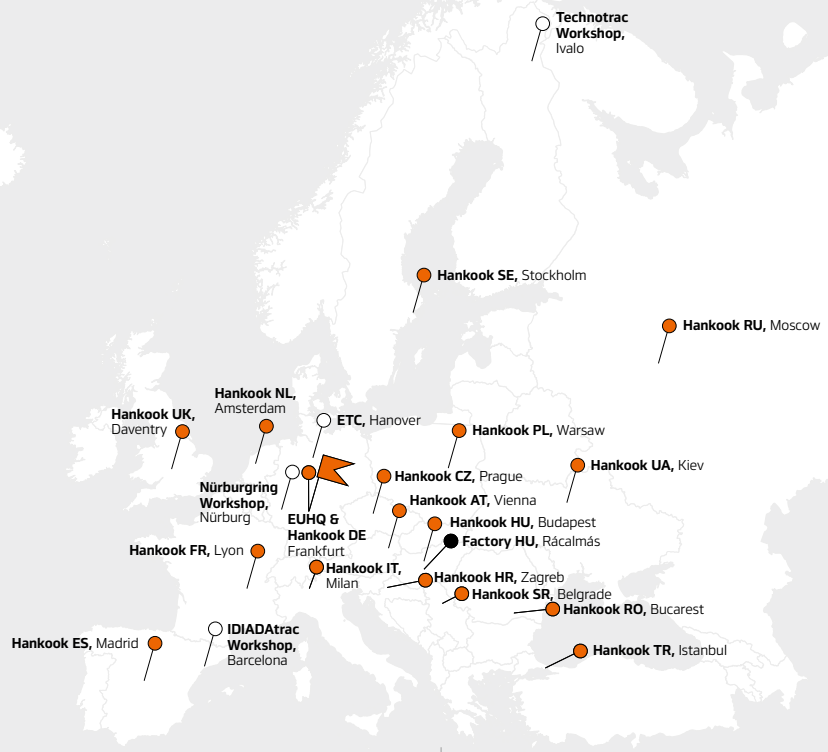 Technotrac
Workshop,
Ivalo
Hankook SE, Stockholm
Hankook RU, Moscow
Hankook NL,
Amsterdam
Hankook UK,
Daventry
ETC, Hanover
Hankook PL, Warsaw
Hankook UA, Kiev
Hankook CZ, Prague
Nürburgring
Workshop,
Nürburg
Hankook AT, Vienna
EUHQ &
Hankook DE
Frankfurt
Hankook HU, Budapest
Factory HU, Rácalmás
Hankook FR, Lyon
Hankook IT,
Milan
Hankook HR, Zagreb
Hankook SR, Belgrade
Hankook RO, Bucarest
IDIADAtrac
Workshop,
Barcelona
Hankook ES, Madrid
Hankook TR, Istanbul